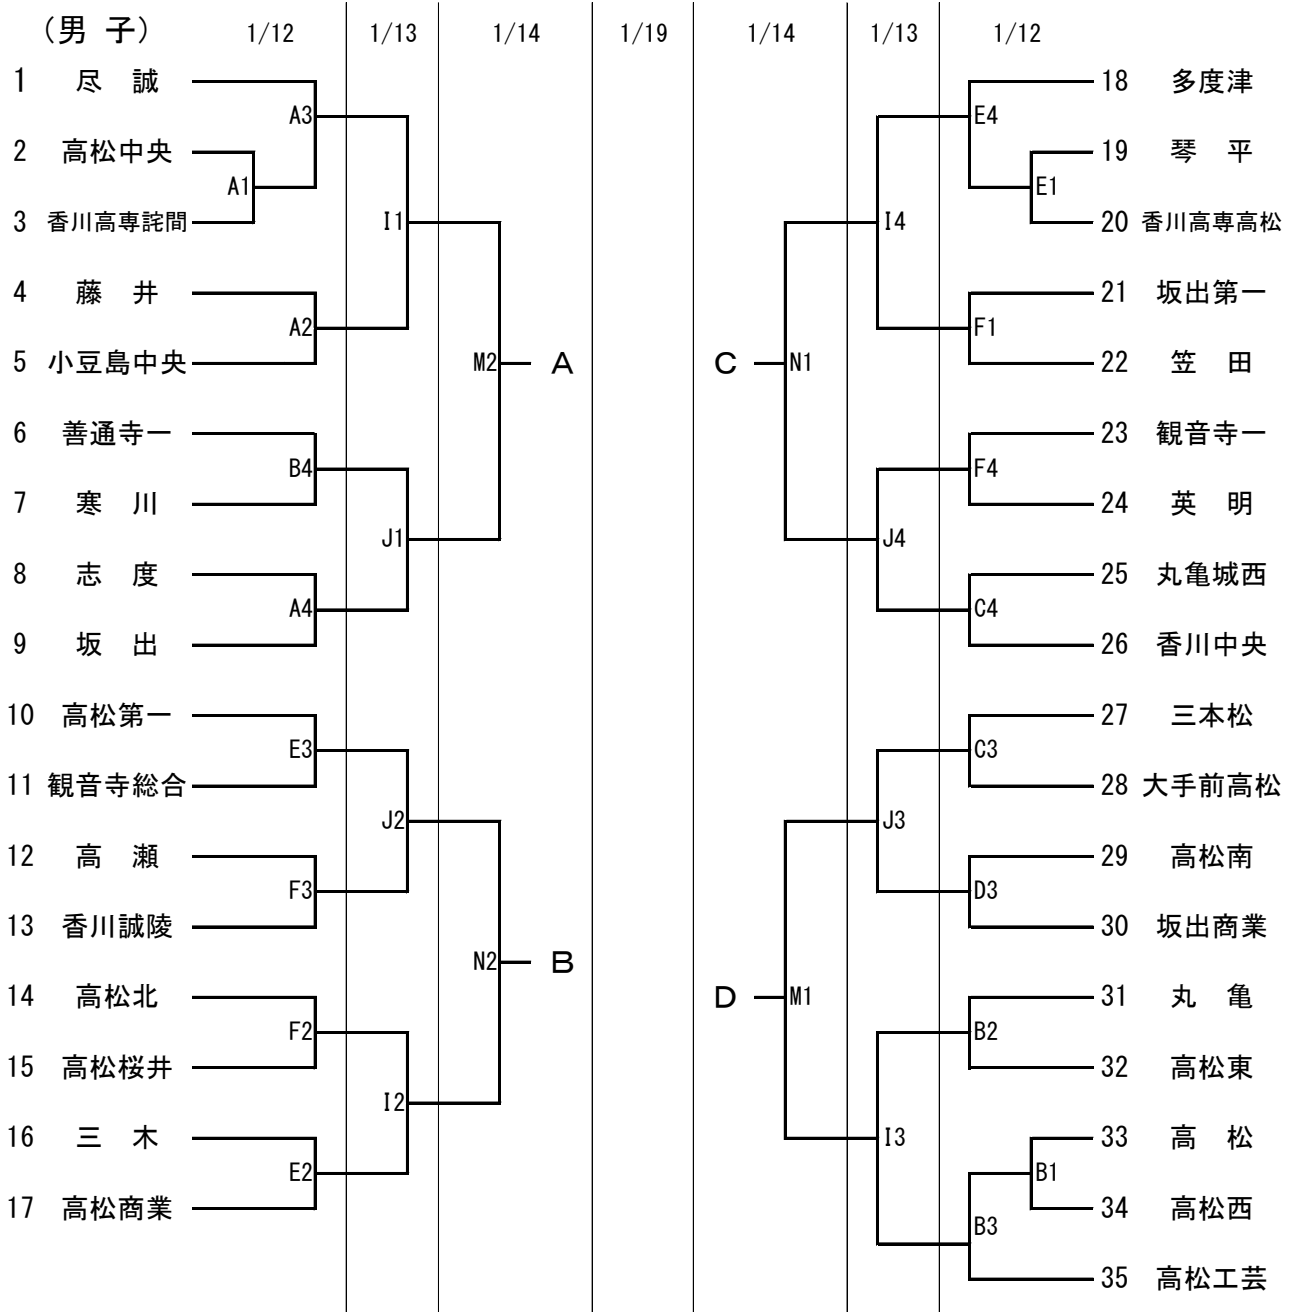 （男 子） 1/12 1/13 1/14 1/19 1/14 1/13 1/12
1 尽 誠 18 多度津
A3 E4
2 高松中央 19 琴 平
A1 E1
3 香川高専詫間 I1 I4 20 香川高専高松
4 藤 井 21 坂出第一
A2 F1
5 小豆島中央 M2 A C N1 22 笠 田
6 善通寺一 23 観音寺一
B4 F4
7 寒 川 24 英 明
J1 J4
8 志 度 25 丸亀城西
A4 C4
9 坂 出 26 香川中央
10 高松第一 27 三本松
E3 C3
11 観音寺総合 28 大手前高松
J2 J3
12 高 瀬 29 高松南
F3 D3
13 香川誠陵 30 坂出商業
N2 B
14 高松北 D M1 31 丸 亀
F2 B2
15 高松桜井 32 高松東
I2
16 三 木 I3 33 高 松
E2 B1
17 高松商業 34 高松西
B3
35 高松工芸